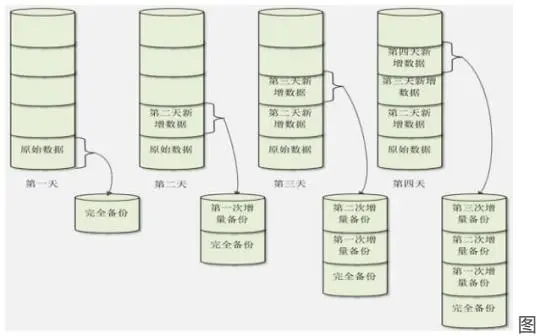 第四天新
增数据
第三天新
增数据
第三天新增
数据
第二天新
增数据
第二天新
增数据
第二天新
增数据
原始数据
原始数据
原始数据
原始数据
第一天
第二天
第三天
第四天
完全备份
第一次增
量备份
完全备份
第二次增
量备份
第一次增
量备份
完全备份
第三次增
量备份
第二次增
量备份
第一次增
量备份
完全备份
图